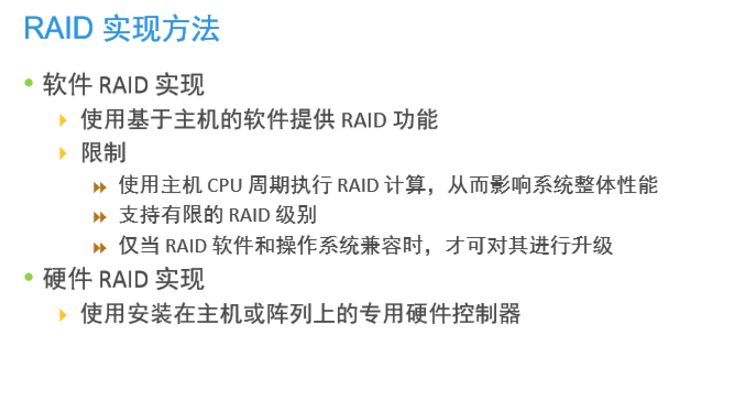 RAID 实现方法
软件 RAID 实现
使用基于主机的软件提供 RAID 功能
限制
使用主机 CPU 周期执行 RAID 计算，从而影响系统整体性能
支持有限的 RAID 级别
仅当 RAID 软件和操作系统兼容时，才可对其进行升级
硬件 RAID 实现
使用安装在主机或阵列上的专用硬件控制器